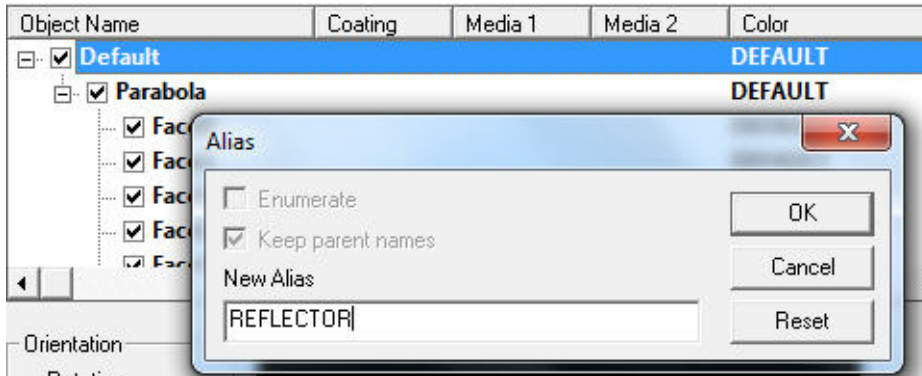 Object Name Coating Media 1 Media 2 Color
Default DEFAULT
Parabola DEFAULT
Alias
Enumerate
Keep parent names
New Alias
REFLECTOR
OK
Cancel
Reset
Orientation